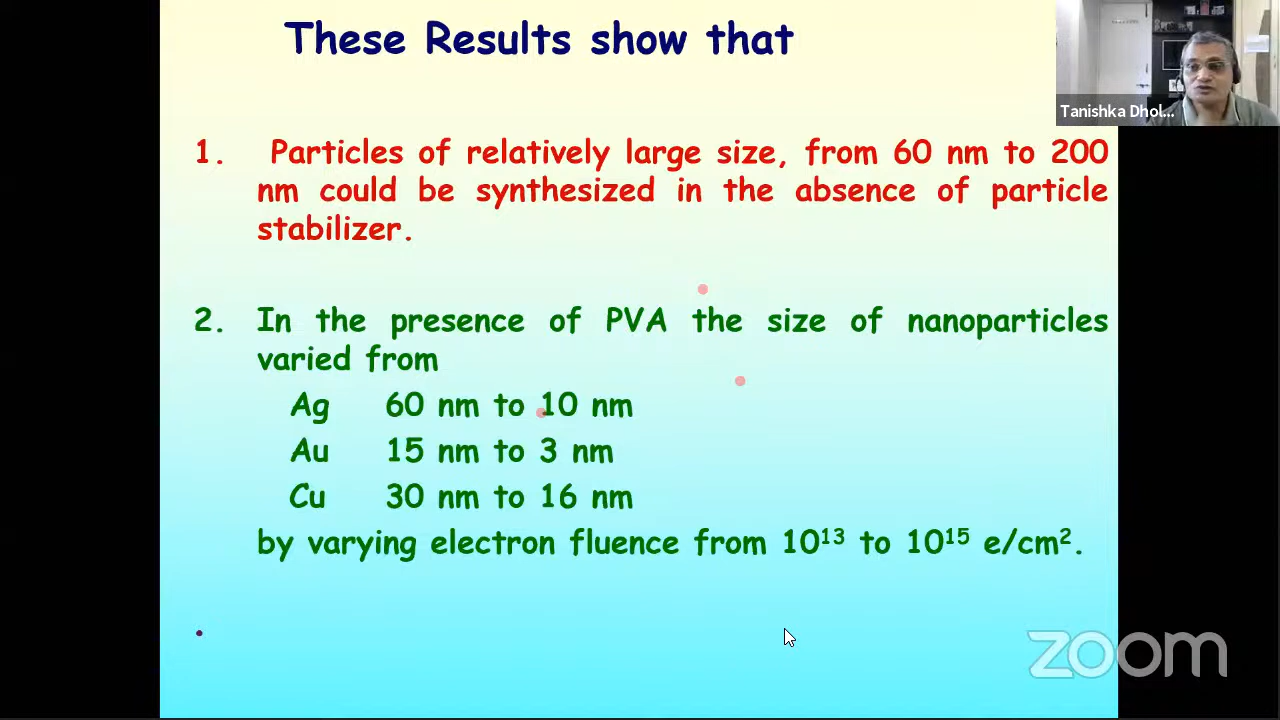 These Results show that
Tanishka Dhol...
1. Particles of relatively large size, from 60 nm to 200
nm could be synthesized in the absence of particle
stabilizer.
2. In the presence of PVA the size of nanoparticles
varied from
Ag 60 nm to 10 nm
Au 15 nm to 3 nm
Cu 30 nm to 16 nm
by varying electron fluence from 10¹³ to 10¹⁵ e/cm².
zoom